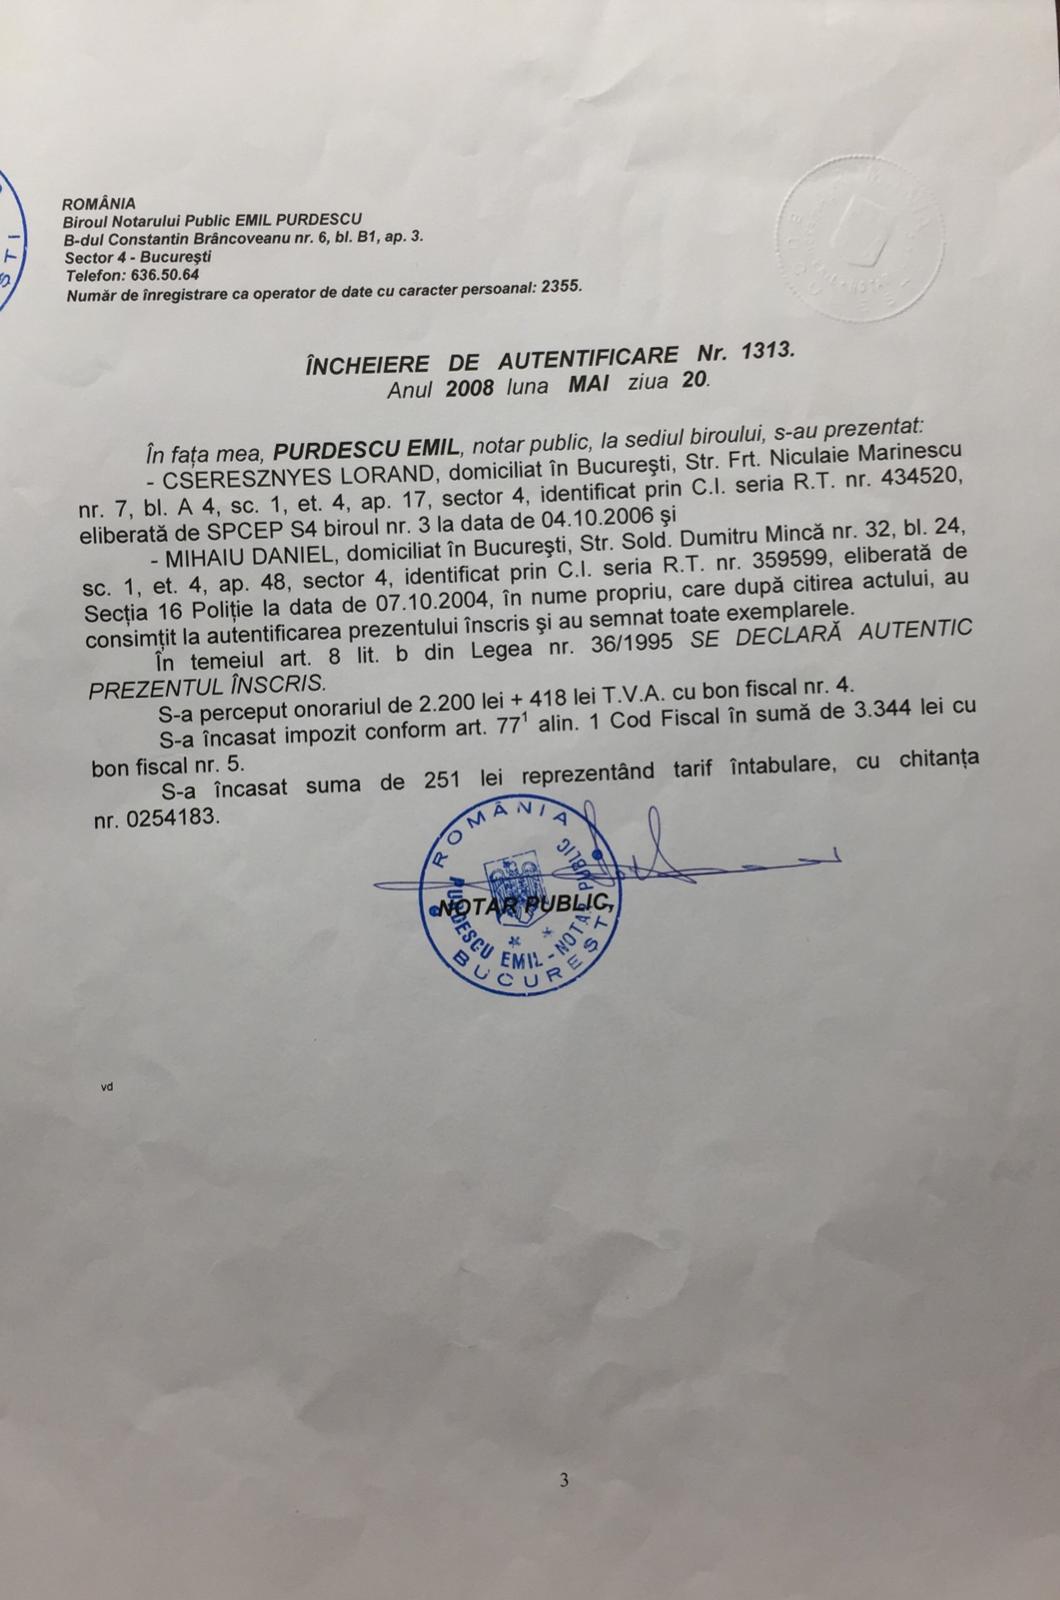 ROMÂNIA
Biroul Notarului Public EMIL PURDESCU
B-dul Constantin Brâncoveanu nr. 6, bl. B1, ap. 3.
Sector 4 - Bucureşti
Telefon: 636.50.64
Număr de înregistrare ca operator de date cu caracter persoanal: 2355.
ÎNCHEIERE DE AUTENTIFICARE Nr. 1313.
Anul 2008 luna MAI ziua 20.
În faţa mea, PURDESCU EMIL, notar public, la sediul biroului, s-au prezentat:
- CSERESZNYES LORAND, domiciliat în Bucureşti, Str. Frt. Niculaie Marinescu
nr. 7, bl. A 4, sc. 1, et. 4, ap. 17, sector 4, identificat prin C.I. seria R.T. nr. 434520,
eliberată de SPCEP S4 biroul nr. 3 la data de 04.10.2006 şi
- MIHAIU DANIEL, domiciliat în Bucureşti, Str. Sold. Dumitru Mincă nr. 32, bl. 24,
sc. 1, et. 4, ap. 48, sector 4, identificat prin C.I. seria R.T. nr. 359599, eliberată de
Secţia 16 Poliţie la data de 07.10.2004, în nume propriu, care după citirea actului, au
consimţit la autentificarea prezentului înscris şi au semnat toate exemplarele.
În temeiul art. 8 lit. b din Legea nr. 36/1995 SE DECLARĂ AUTENTIC
PREZENTUL ÎNSCRIS.
S-a perceput onorariul de 2.200 lei + 418 lei T.V.A. cu bon fiscal nr. 4.
S-a încasat impozit conform art. 77¹ alin. 1 Cod Fiscal în sumă de 3.344 lei cu
bon fiscal nr. 5.
S-a încasat suma de 251 lei reprezentând tarif întabulare, cu chitanţa
nr. 0254183.
ROMÂNIA
NOTAR PUBLIC,
PURDESCU EMIL - NOTAR PUBLIC
BUCUREŞTI
vd
3